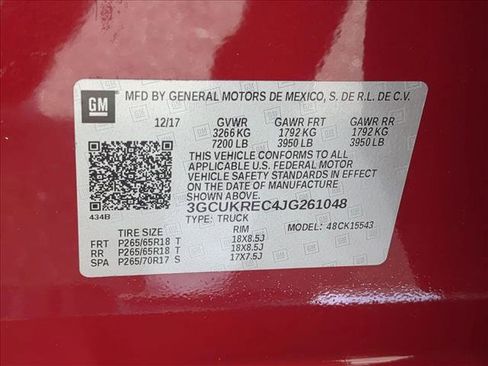 GM MFD BY GENERAL MOTORS DE MEXICO, S. DE R.L. DE C.V.
12/17 GVWR GAWR FRT GAWR RR
3266 KG 1792 KG 1792 KG
7200 LB 3950 LB 3950 LB
THIS VEHICLE CONFORMS TO ALL
APPLICABLE U.S. FEDERAL MOTOR
VEHICLE SAFETY STANDARDS IN EFFECT
ON THE DATE OF MANUFACTURE
SHOWN ABOVE.
3GCUKREC4JG261048
434B TYPE: TRUCK
TIRE SIZE RIM MODEL: 48CK15543
FRT P265/65R18 T 18X8.5J
RR P265/65R18 T 18X8.5J
SPA P265/70R17 S 17X7.5J